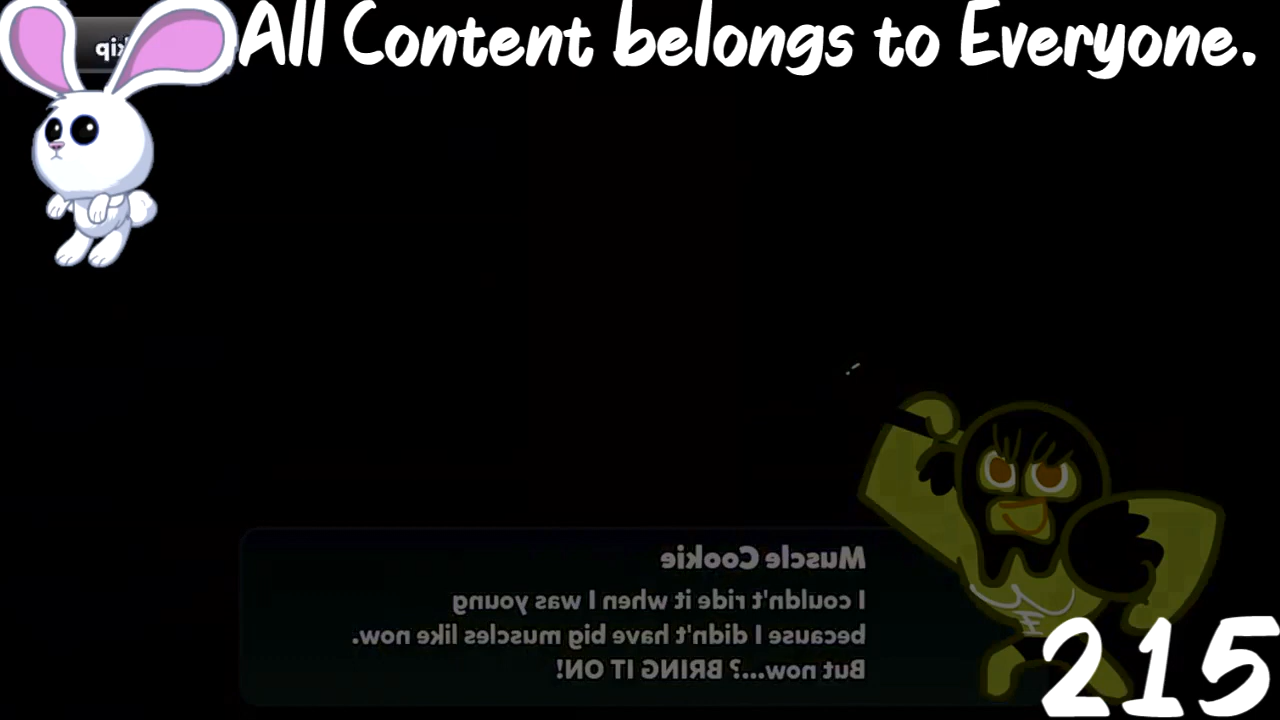 Skip
All Content belongs to Everyone.
Muscle Cookie
I couldn't ride it when I was young
because I didn't have big muscles like now.
But now...? BRING IT ON!
215